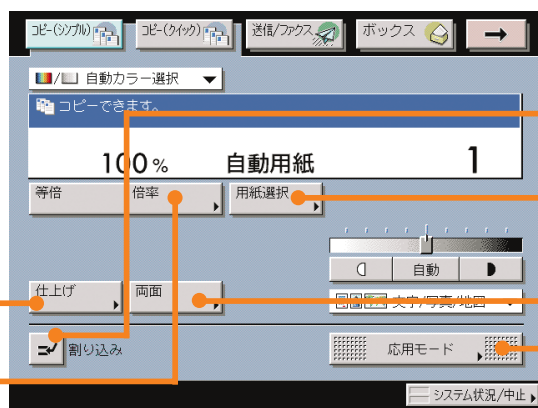 コピー(シンプル) コピー(クイック) 送信/ファクス ボックス →
自動カラー選択
コピーできます。
100% 自動用紙 1
等倍 倍率 用紙選択
自動
仕上げ 両面 文字/写真/地図
割り込み 応用モード
システム状況/中止